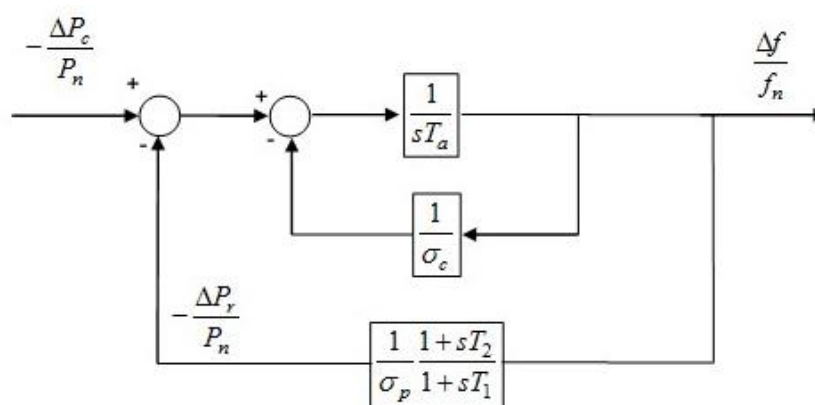 -ΔP_c/P_n
Δf/f_n
+
-
+
-
1/sT_a
1/σ_c
-ΔP_r/P_n
1/σ_p 1+sT_2/1+sT_1